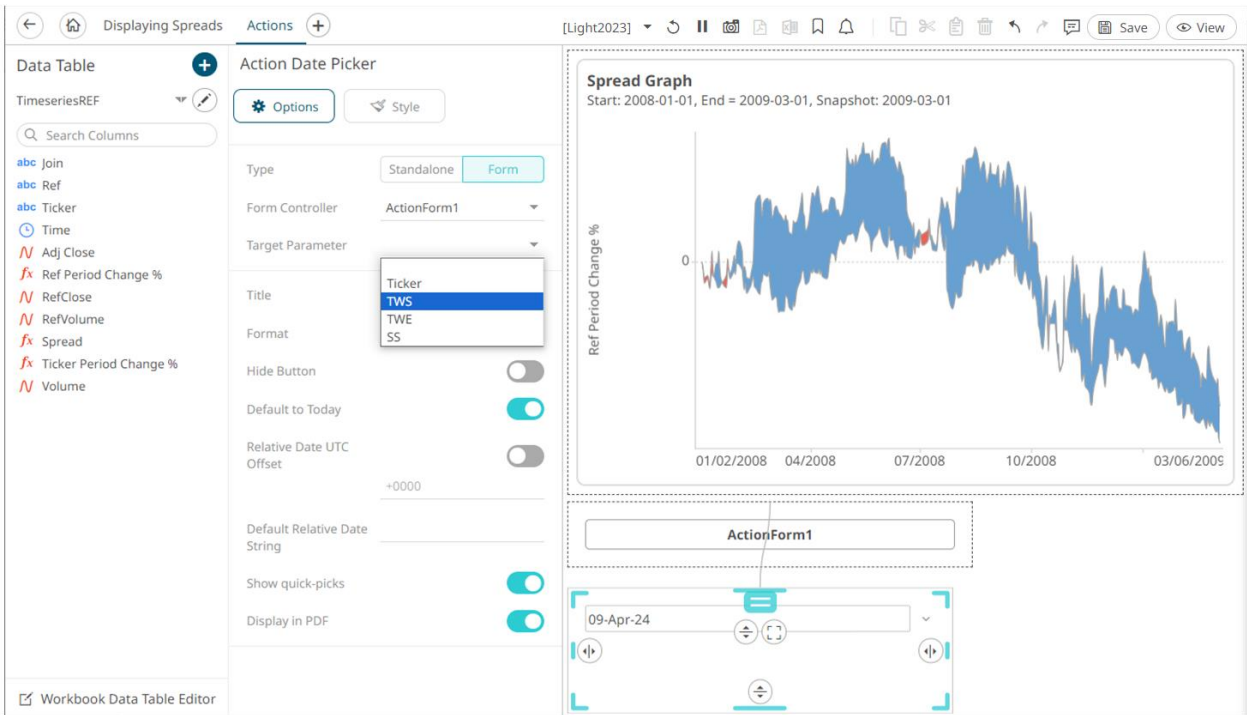 Displaying Spreads
Actions
[Light2023]
Save
View
Data Table
TimeseriesREF
Search Columns
abc Join
abc Ref
abc Ticker
Time
Adj Close
fx Ref Period Change %
RefClose
RefVolume
fx Spread
fx Ticker Period Change %
Volume
Workbook Data Table Editor
Action Date Picker
Options
Style
Type
Standalone
Form
Form Controller
ActionForm1
Target Parameter
Ticker
TWS
TWE
SS
Title
Format
Hide Button
Default to Today
Relative Date UTC
Offset
+0000
Default Relative Date
String
Show quick-picks
Display in PDF
Spread Graph
Start: 2008-01-01, End = 2009-03-01, Snapshot: 2009-03-01
Ref Period Change %
0
01/02/2008
04/2008
07/2008
10/2008
03/06/2009
ActionForm1
09-Apr-24